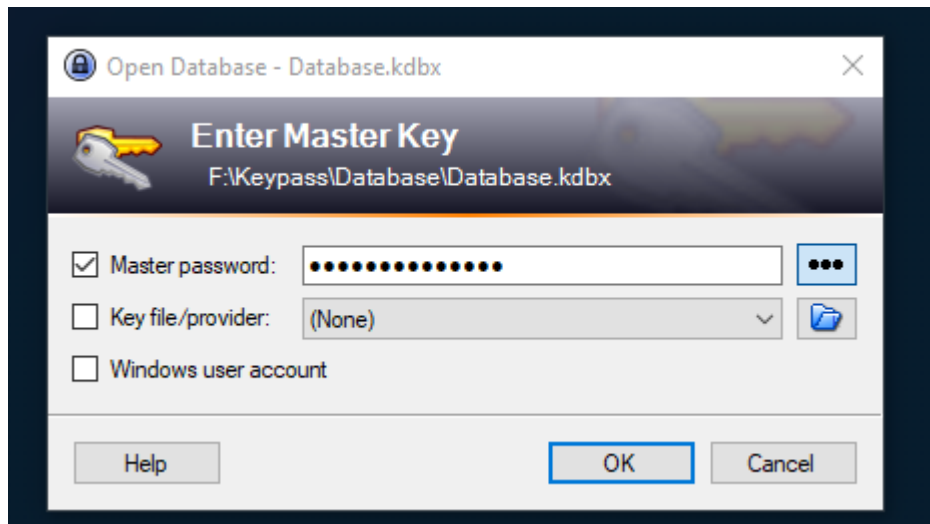 Open Database - Database.kdbx
Enter Master Key
F:\Keypass\Database\Database.kdbx
Master password: ●●●●●●●●●●●●●● ●●●
Key file/provider: (None)
Windows user account
Help OK Cancel